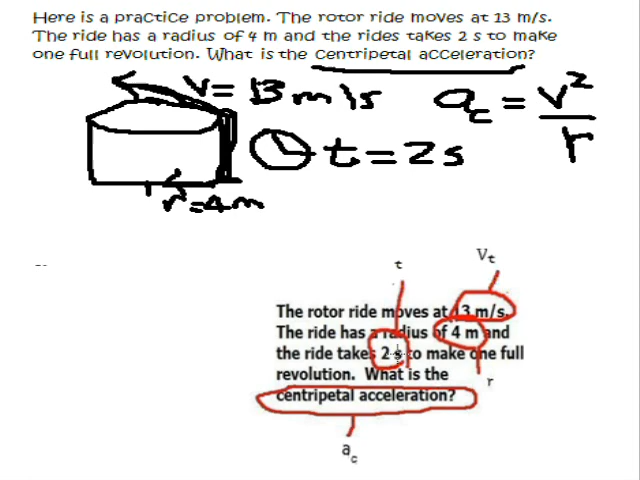 Here is a practice problem. The rotor ride moves at 13 m/s.
The ride has a radius of 4 m and the rides takes 2 s to make
one full revolution. What is the centripetal acceleration?
v = 13 m/s
a_c = v²/r
t = 2 s
r = 4 m
t
V_t
The rotor ride moves at 13 m/s.
The ride has a radius of 4 m and
the ride takes 2 s to make one full
revolution. What is the
r
centripetal acceleration?
a_c